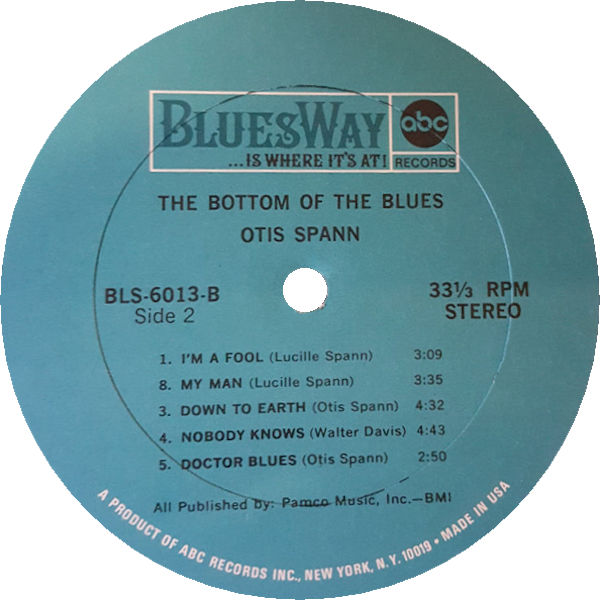 BLUESWAY
...IS WHERE IT'S AT!
abc
RECORDS
THE BOTTOM OF THE BLUES
OTIS SPANN
BLS-6013-B
Side 2
33⅓ RPM
STEREO
1. I'M A FOOL (Lucille Spann) 3:09
8. MY MAN (Lucille Spann) 3:35
3. DOWN TO EARTH (Otis Spann) 4:32
4. NOBODY KNOWS (Walter Davis) 4:43
5. DOCTOR BLUES (Otis Spann) 2:50
All Published by: Pamco Music, Inc.—BMI
A PRODUCT OF ABC RECORDS INC., NEW YORK, N.Y. 10019 • MADE IN USA